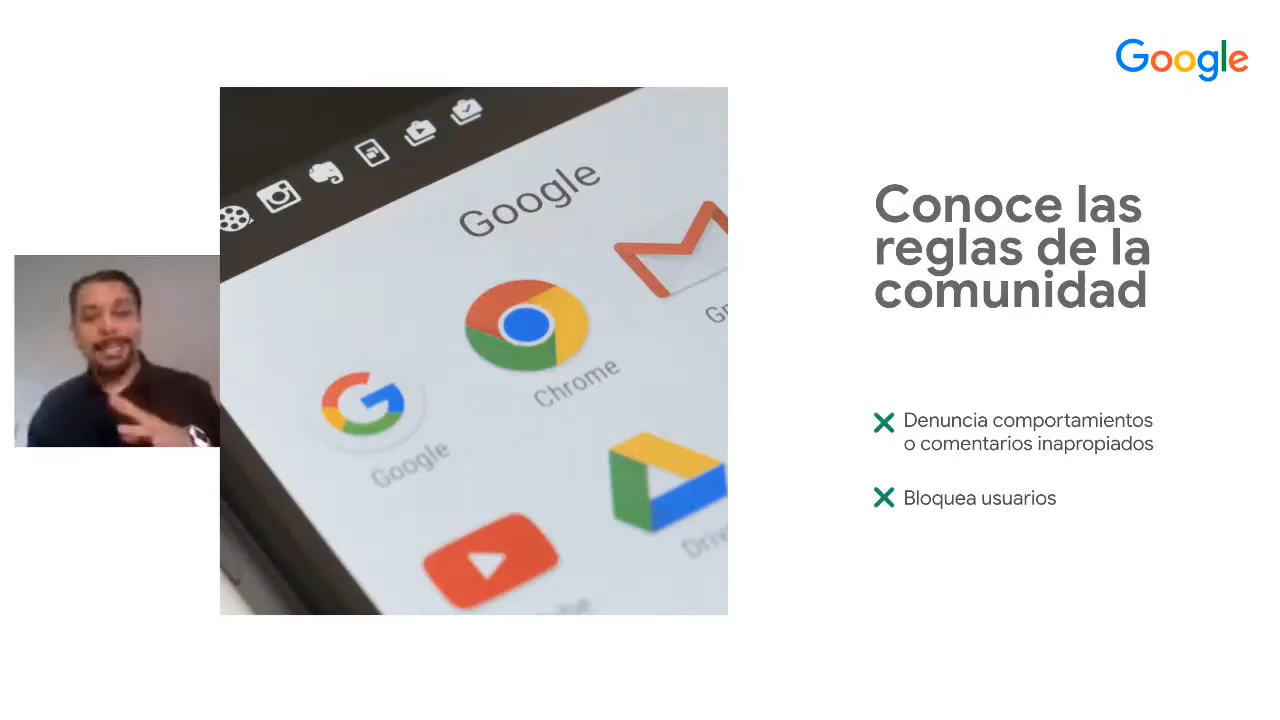 Google
Google
Chrome
Google
Conoce las
reglas de la
comunidad
Denuncia comportamientos
o comentarios inapropiados
Bloquea usuarios